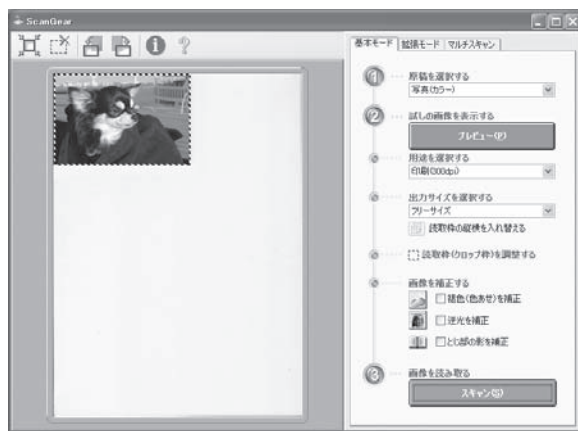 ScanGear
基本モード 拡張モード マルチスキャン
1 原稿を選択する
写真(カラー)
2 試しの画像を表示する
プレビュー(P)
用途を選択する
印刷(300dpi)
出力サイズを選択する
フリーサイズ
読取枠の縦横を入れ替える
読取枠(クロップ枠)を調整する
画像を補正する
褪色(色あせ)を補正
逆光を補正
とじ部の影を補正
3 画像を読み取る
スキャン(S)